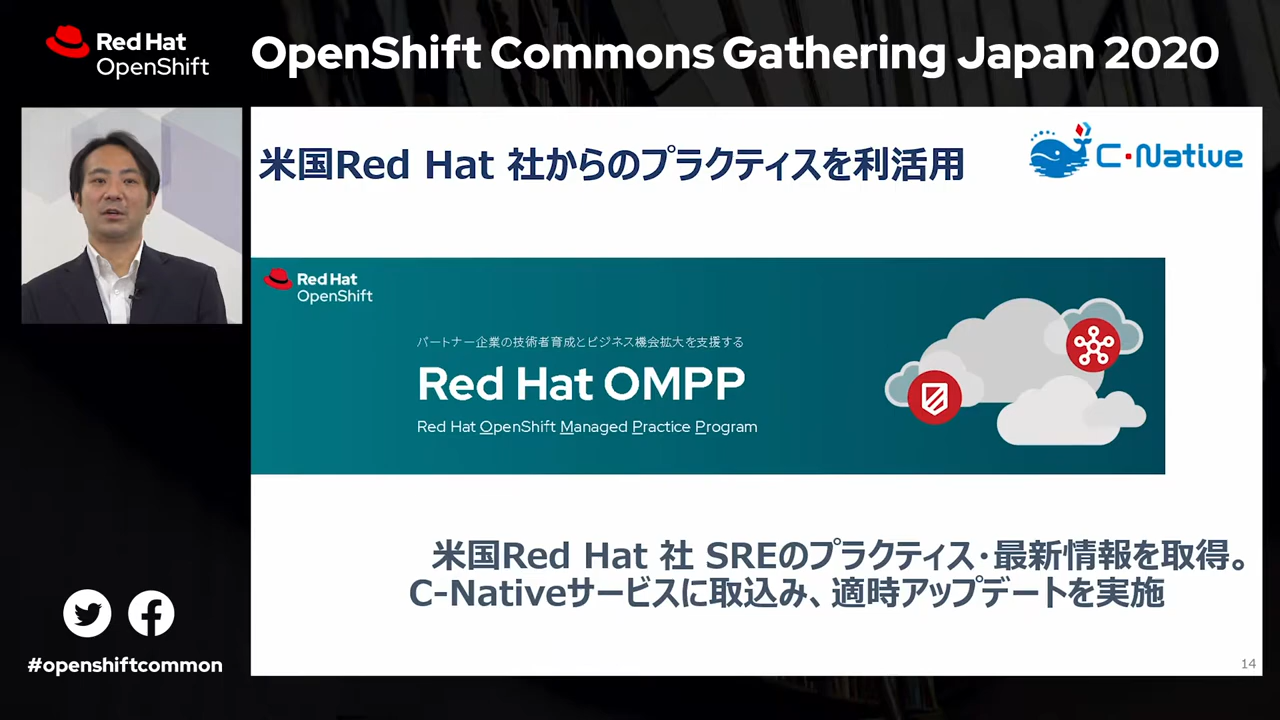 Red Hat
OpenShift
OpenShift Commons Gathering Japan 2020
米国Red Hat 社からのプラクティスを利活用
C·Native
Red Hat
OpenShift
パートナー企業の技術者育成とビジネス機会拡大を支援する
Red Hat OMPP
Red Hat OpenShift Managed Practice Program
米国Red Hat 社 SREのプラクティス・最新情報を取得。
C-Nativeサービスに取込み、適時アップデートを実施
#openshiftcommon
14